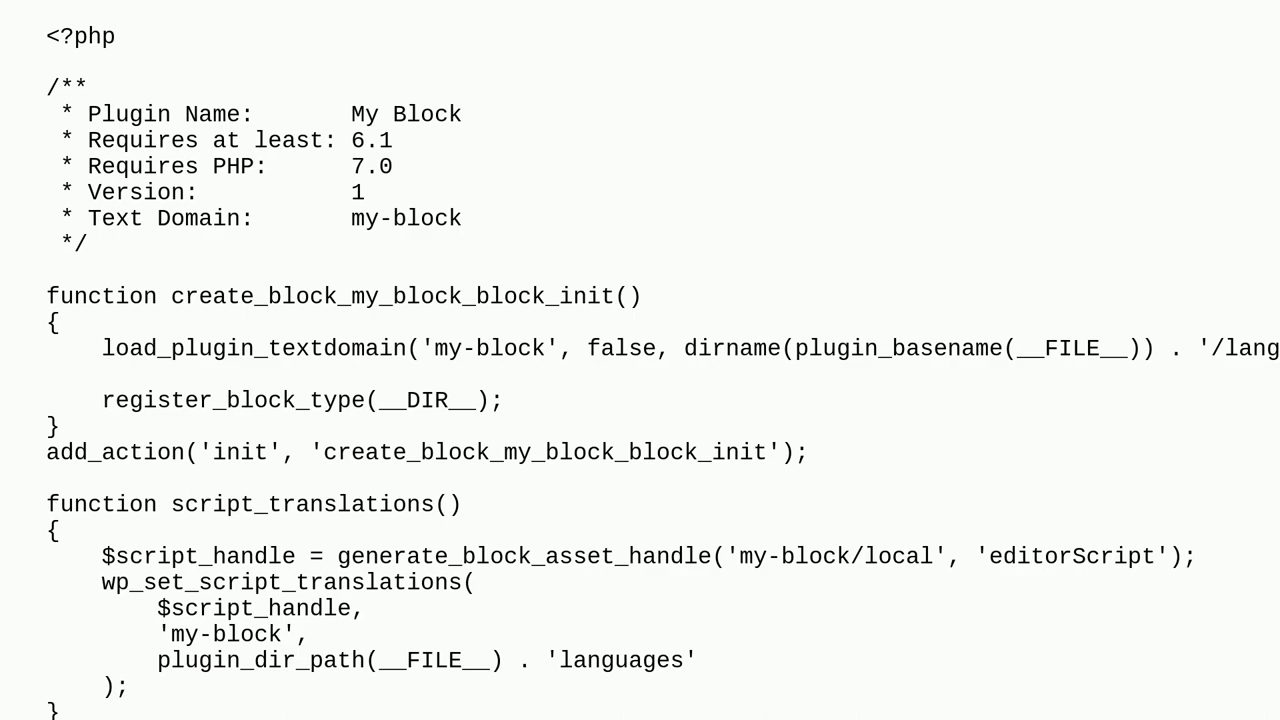 <?php

/**
 * Plugin Name:       My Block
 * Requires at least: 6.1
 * Requires PHP:      7.0
 * Version:           1
 * Text Domain:       my-block
 */

function create_block_my_block_block_init()
{
    load_plugin_textdomain('my-block', false, dirname(plugin_basename(__FILE__)) . '/lang

    register_block_type(__DIR__);
}
add_action('init', 'create_block_my_block_block_init');

function script_translations()
{
    $script_handle = generate_block_asset_handle('my-block/local', 'editorScript');
    wp_set_script_translations(
        $script_handle,
        'my-block',
        plugin_dir_path(__FILE__) . 'languages'
    );
}